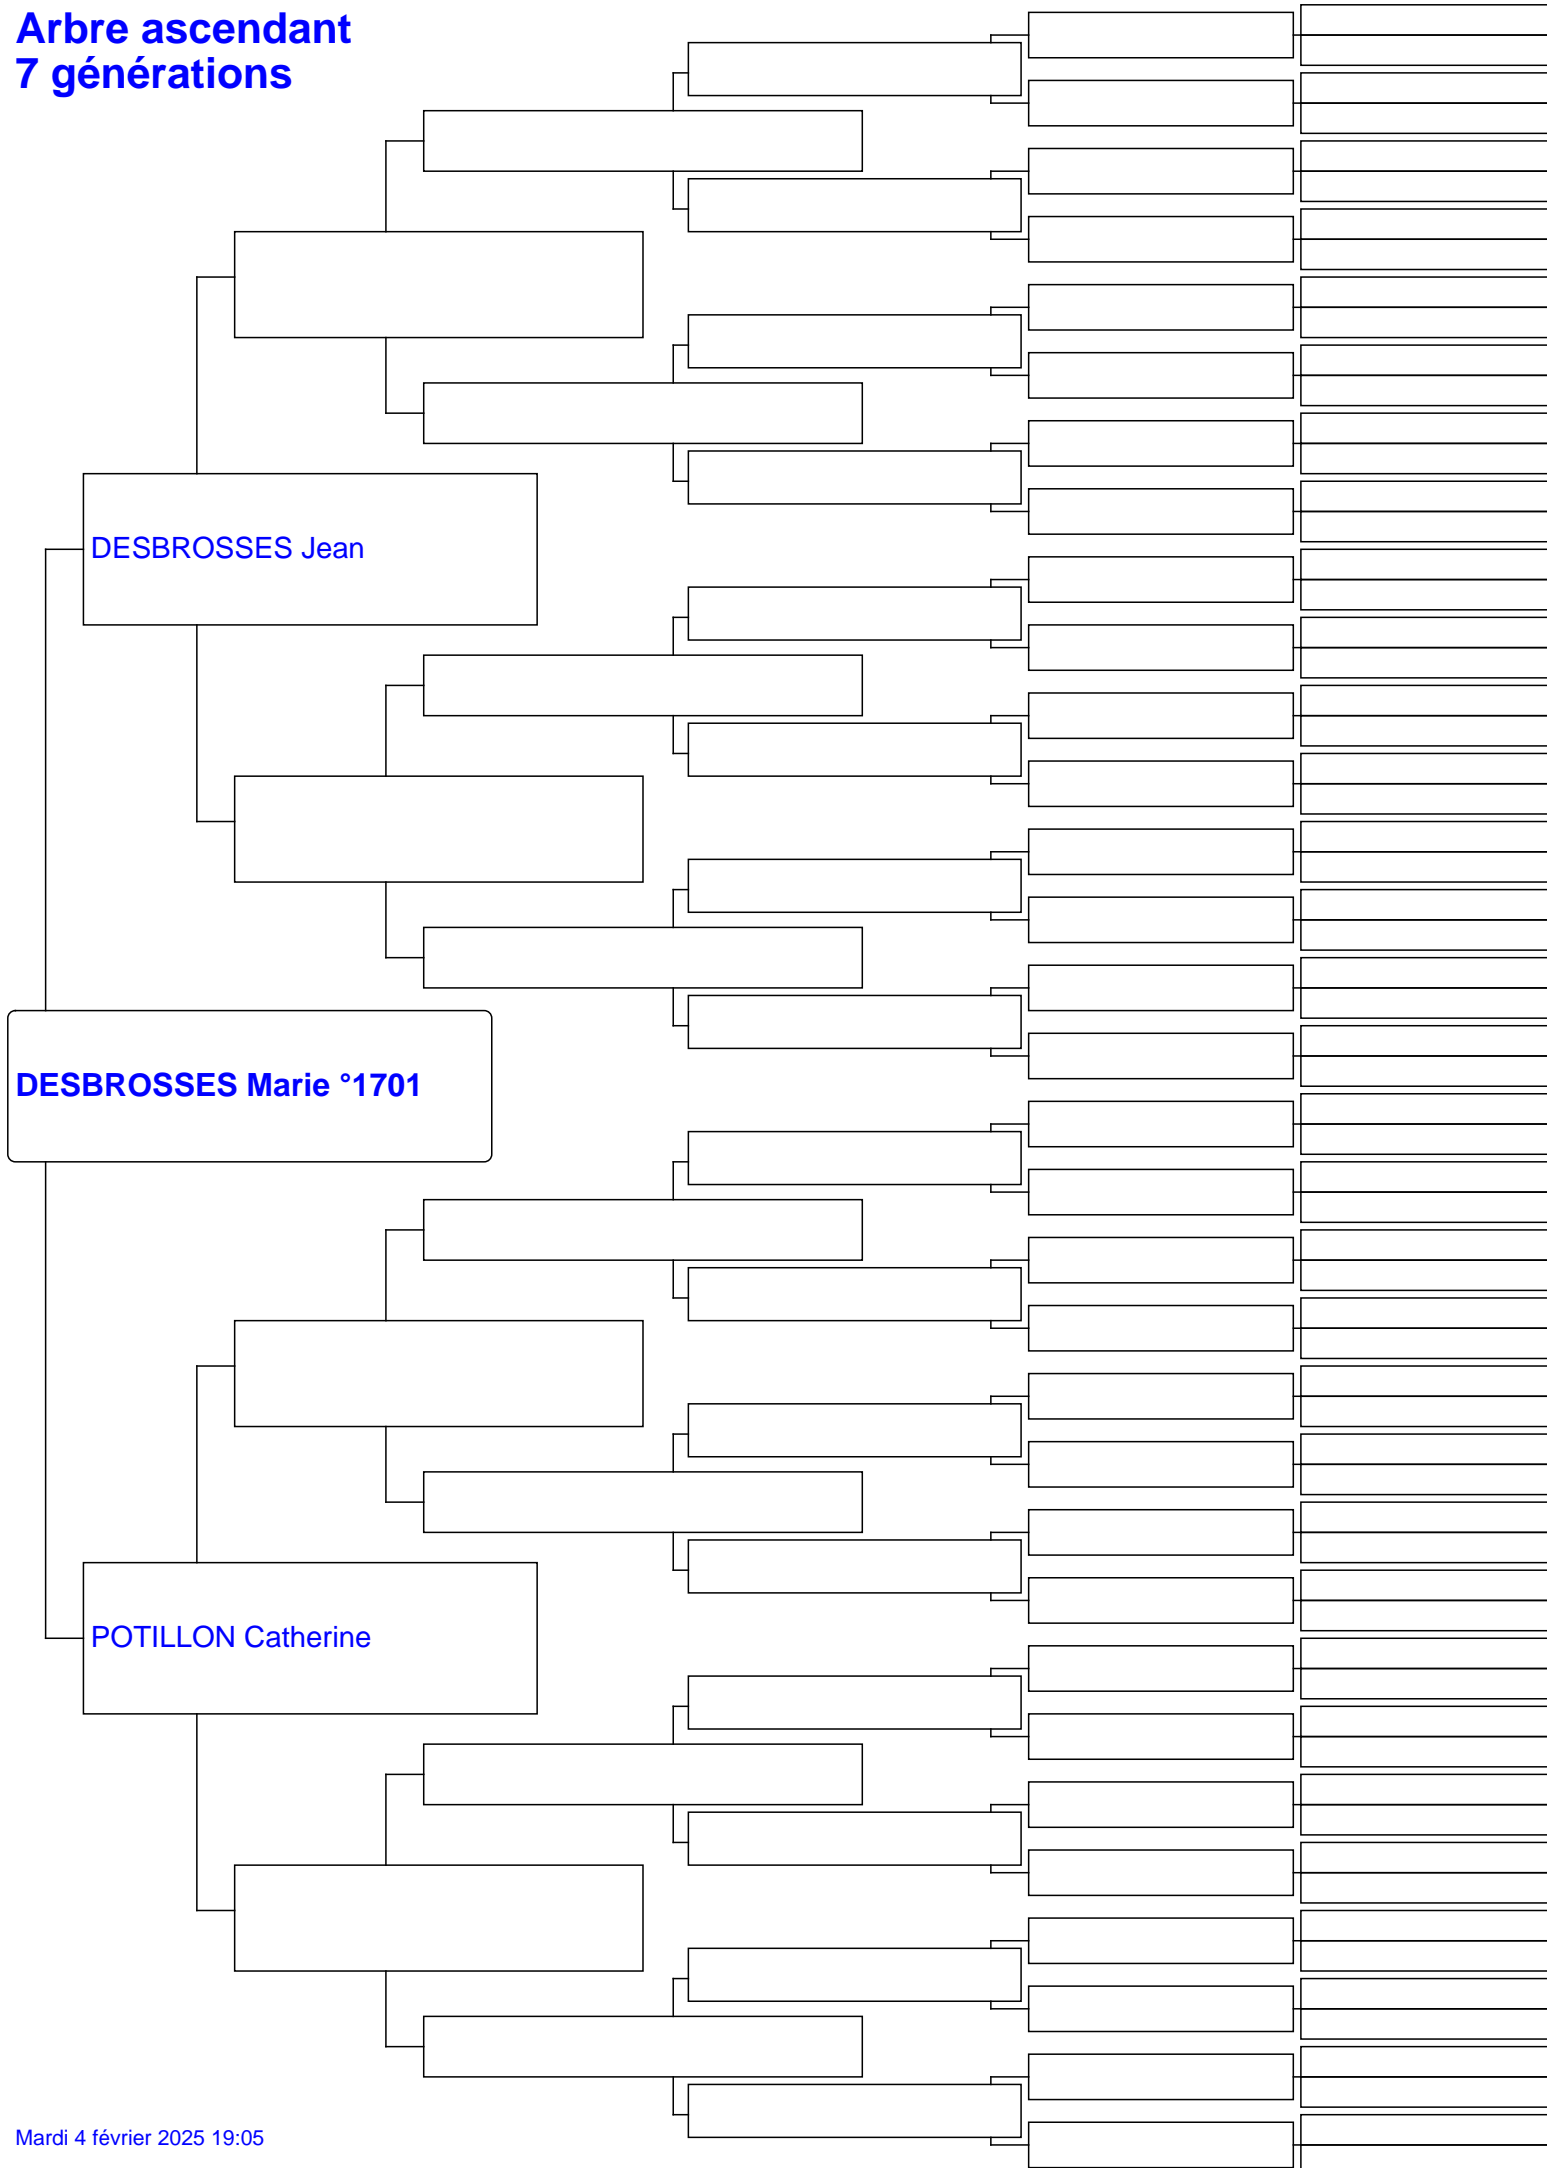 Arbre ascendant
7 générations
DESBROSSES Jean
DESBROSSES Marie °1701
POTILLON Catherine
Mardi 4 février 2025 19:05